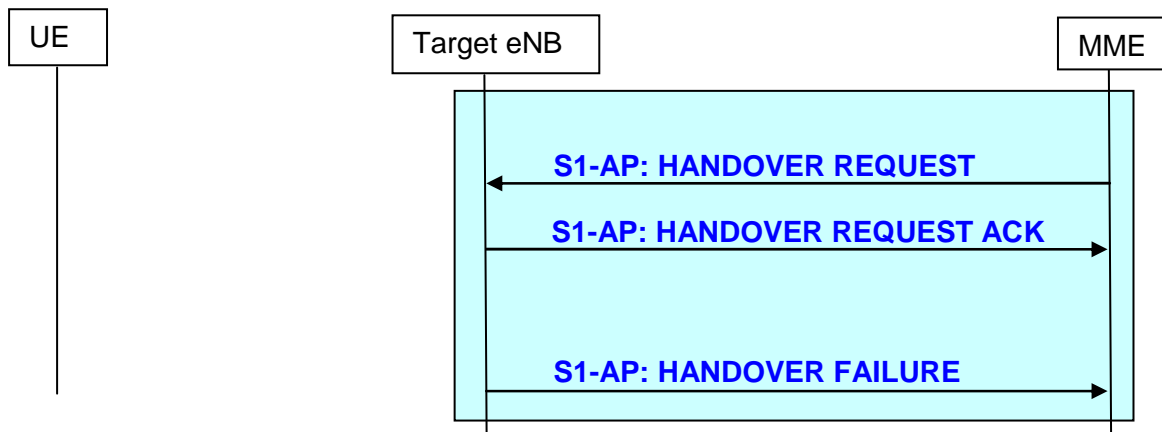 UE
Target eNB
MME
S1-AP: HANDOVER REQUEST
S1-AP: HANDOVER REQUEST ACK
S1-AP: HANDOVER FAILURE